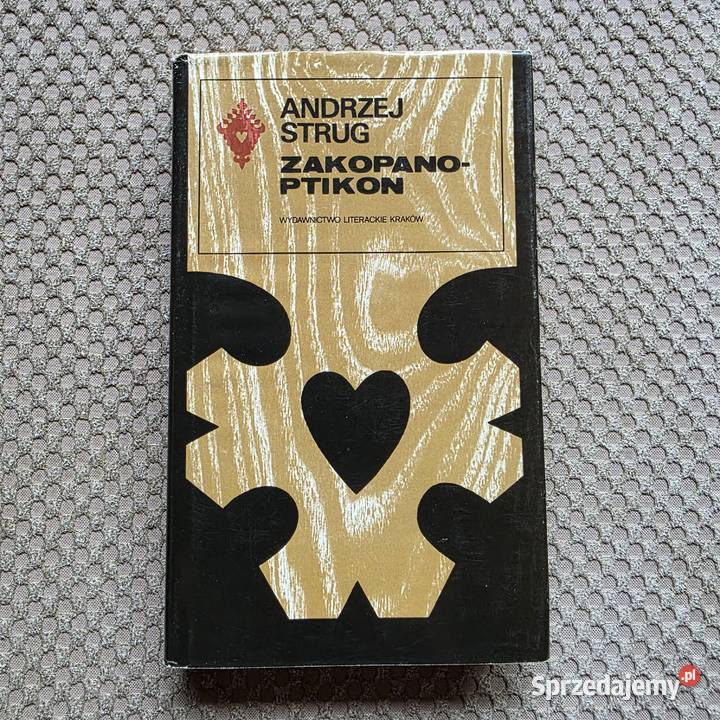 ANDRZEJ
STRUG
ZAKOPANO-
PTIKON
WYDAWNICTWO LITERACKIE KRAKÓW
Sprzedajemy.pl